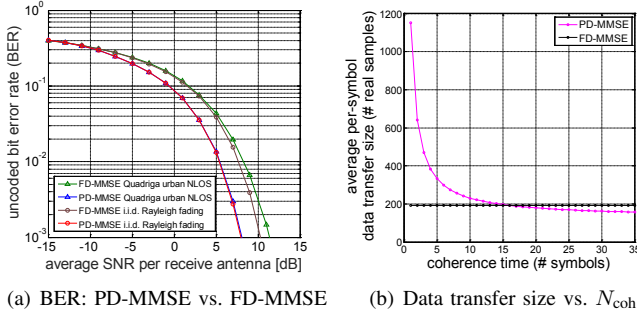 uncoded bit error rate (BER)
10^0
10^-1
10^-2
10^-3
FD-MMSE Quadriga urban NLOS
PD-MMSE Quadriga urban NLOS
FD-MMSE i.i.d. Rayleigh fading
PD-MMSE i.i.d. Rayleigh fading
-15 -10 -5 0 5 10 15
average SNR per receive antenna [dB]
(a) BER: PD-MMSE vs. FD-MMSE
average per-symbol
data transfer size (# real samples)
1200
1000
800
600
400
200
0
PD-MMSE
FD-MMSE
0 5 10 15 20 25 30 35
coherence time (# symbols)
(b) Data transfer size vs. N_coh